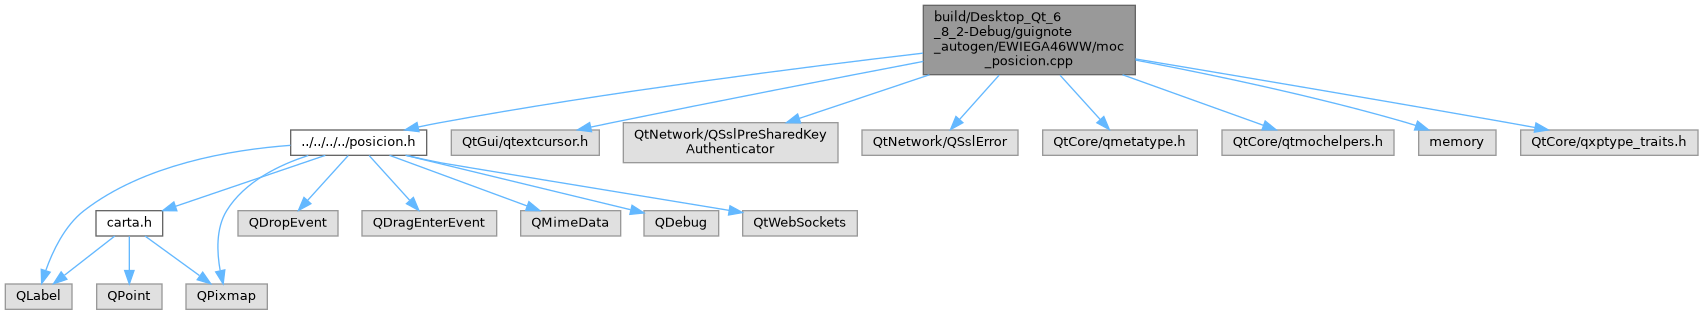 build/Desktop_Qt_6
_8_2-Debug/guignote
_autogen/EWIEGA46WW/moc
_posicion.cpp
../../../../posicion.h
QtGui/qtextcursor.h
QtNetwork/QSslPreSharedKey
Authenticator
QtNetwork/QSslError
QtCore/qmetatype.h
QtCore/qtmochelpers.h
memory
QtCore/qxptype_traits.h
carta.h
QDropEvent
QDragEnterEvent
QMimeData
QDebug
QtWebSockets
QLabel
QPoint
QPixmap